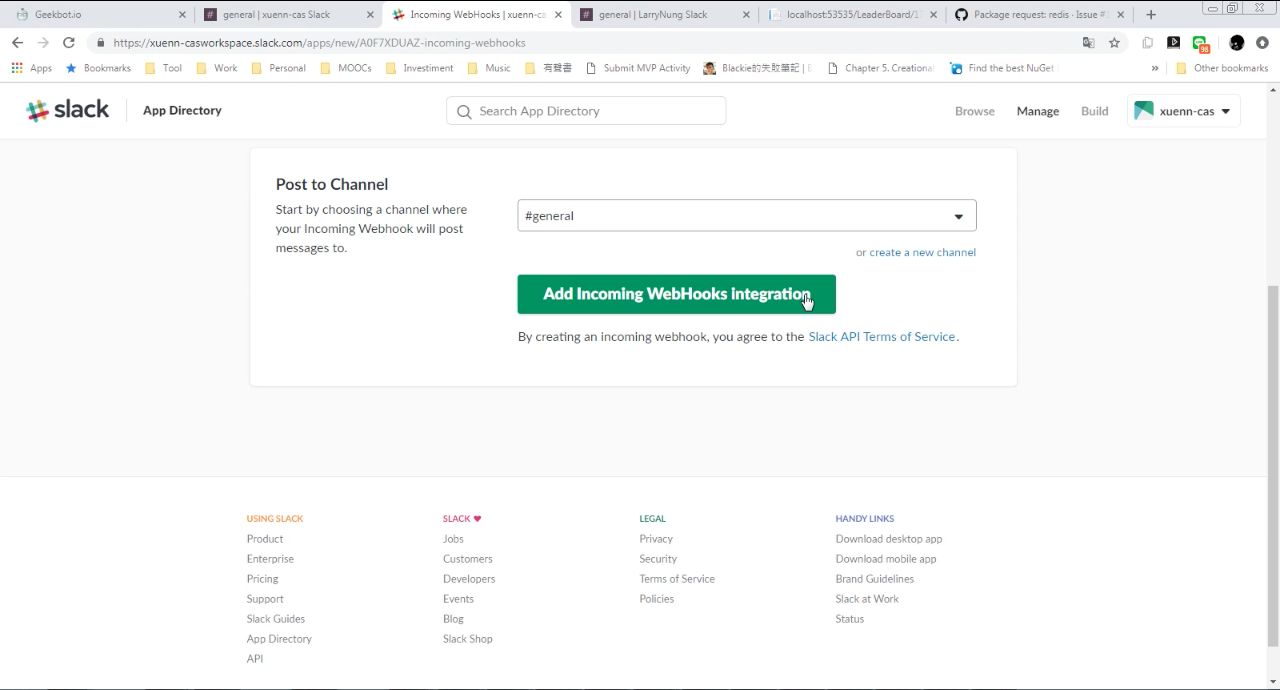 Geekbot.io
general | xuenn-cas Slack
Incoming WebHooks | xuenn-ca
general | LarryNung Slack
localhost:53535/LeaderBoard/1
Package request: redis · Issue #
https://xuenn-casworkspace.slack.com/apps/new/A0F7XDUAZ-incoming-webhooks
98
Apps
Bookmarks
Tool
Work
Personal
MOOCs
Investiment
Music
有聲書
Submit MVP Activity
Blackie的失敗筆記 |
Chapter 5. Creationa
Find the best NuGet
»
Other bookmarks
slack
App Directory
Search App Directory
Browse
Manage
Build
xuenn-cas
Post to Channel
Start by choosing a channel where
your Incoming Webhook will post
messages to.
#general
or create a new channel
Add Incoming WebHooks integration
By creating an incoming webhook, you agree to the Slack API Terms of Service.
USING SLACK
Product
Enterprise
Pricing
Support
Slack Guides
App Directory
API
SLACK ♥
Jobs
Customers
Developers
Events
Blog
Slack Shop
LEGAL
Privacy
Security
Terms of Service
Policies
HANDY LINKS
Download desktop app
Download mobile app
Brand Guidelines
Slack at Work
Status